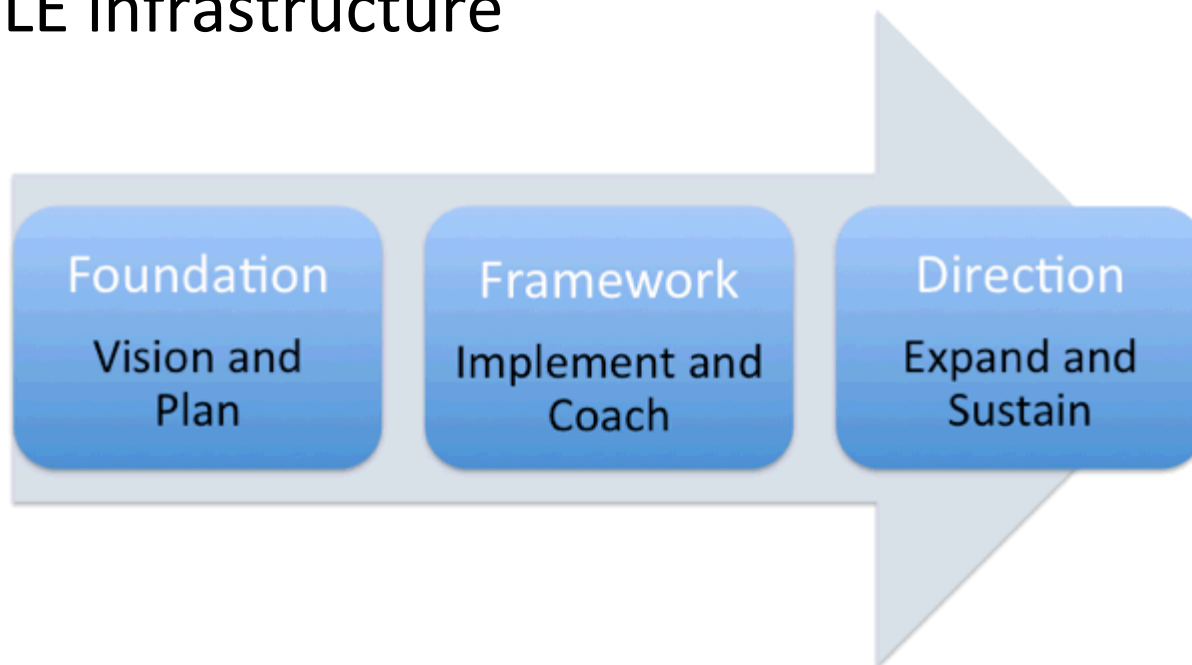 LE Infrastructure
Foundation
Vision and
Plan
Framework
Implement and
Coach
Direction
Expand and
Sustain